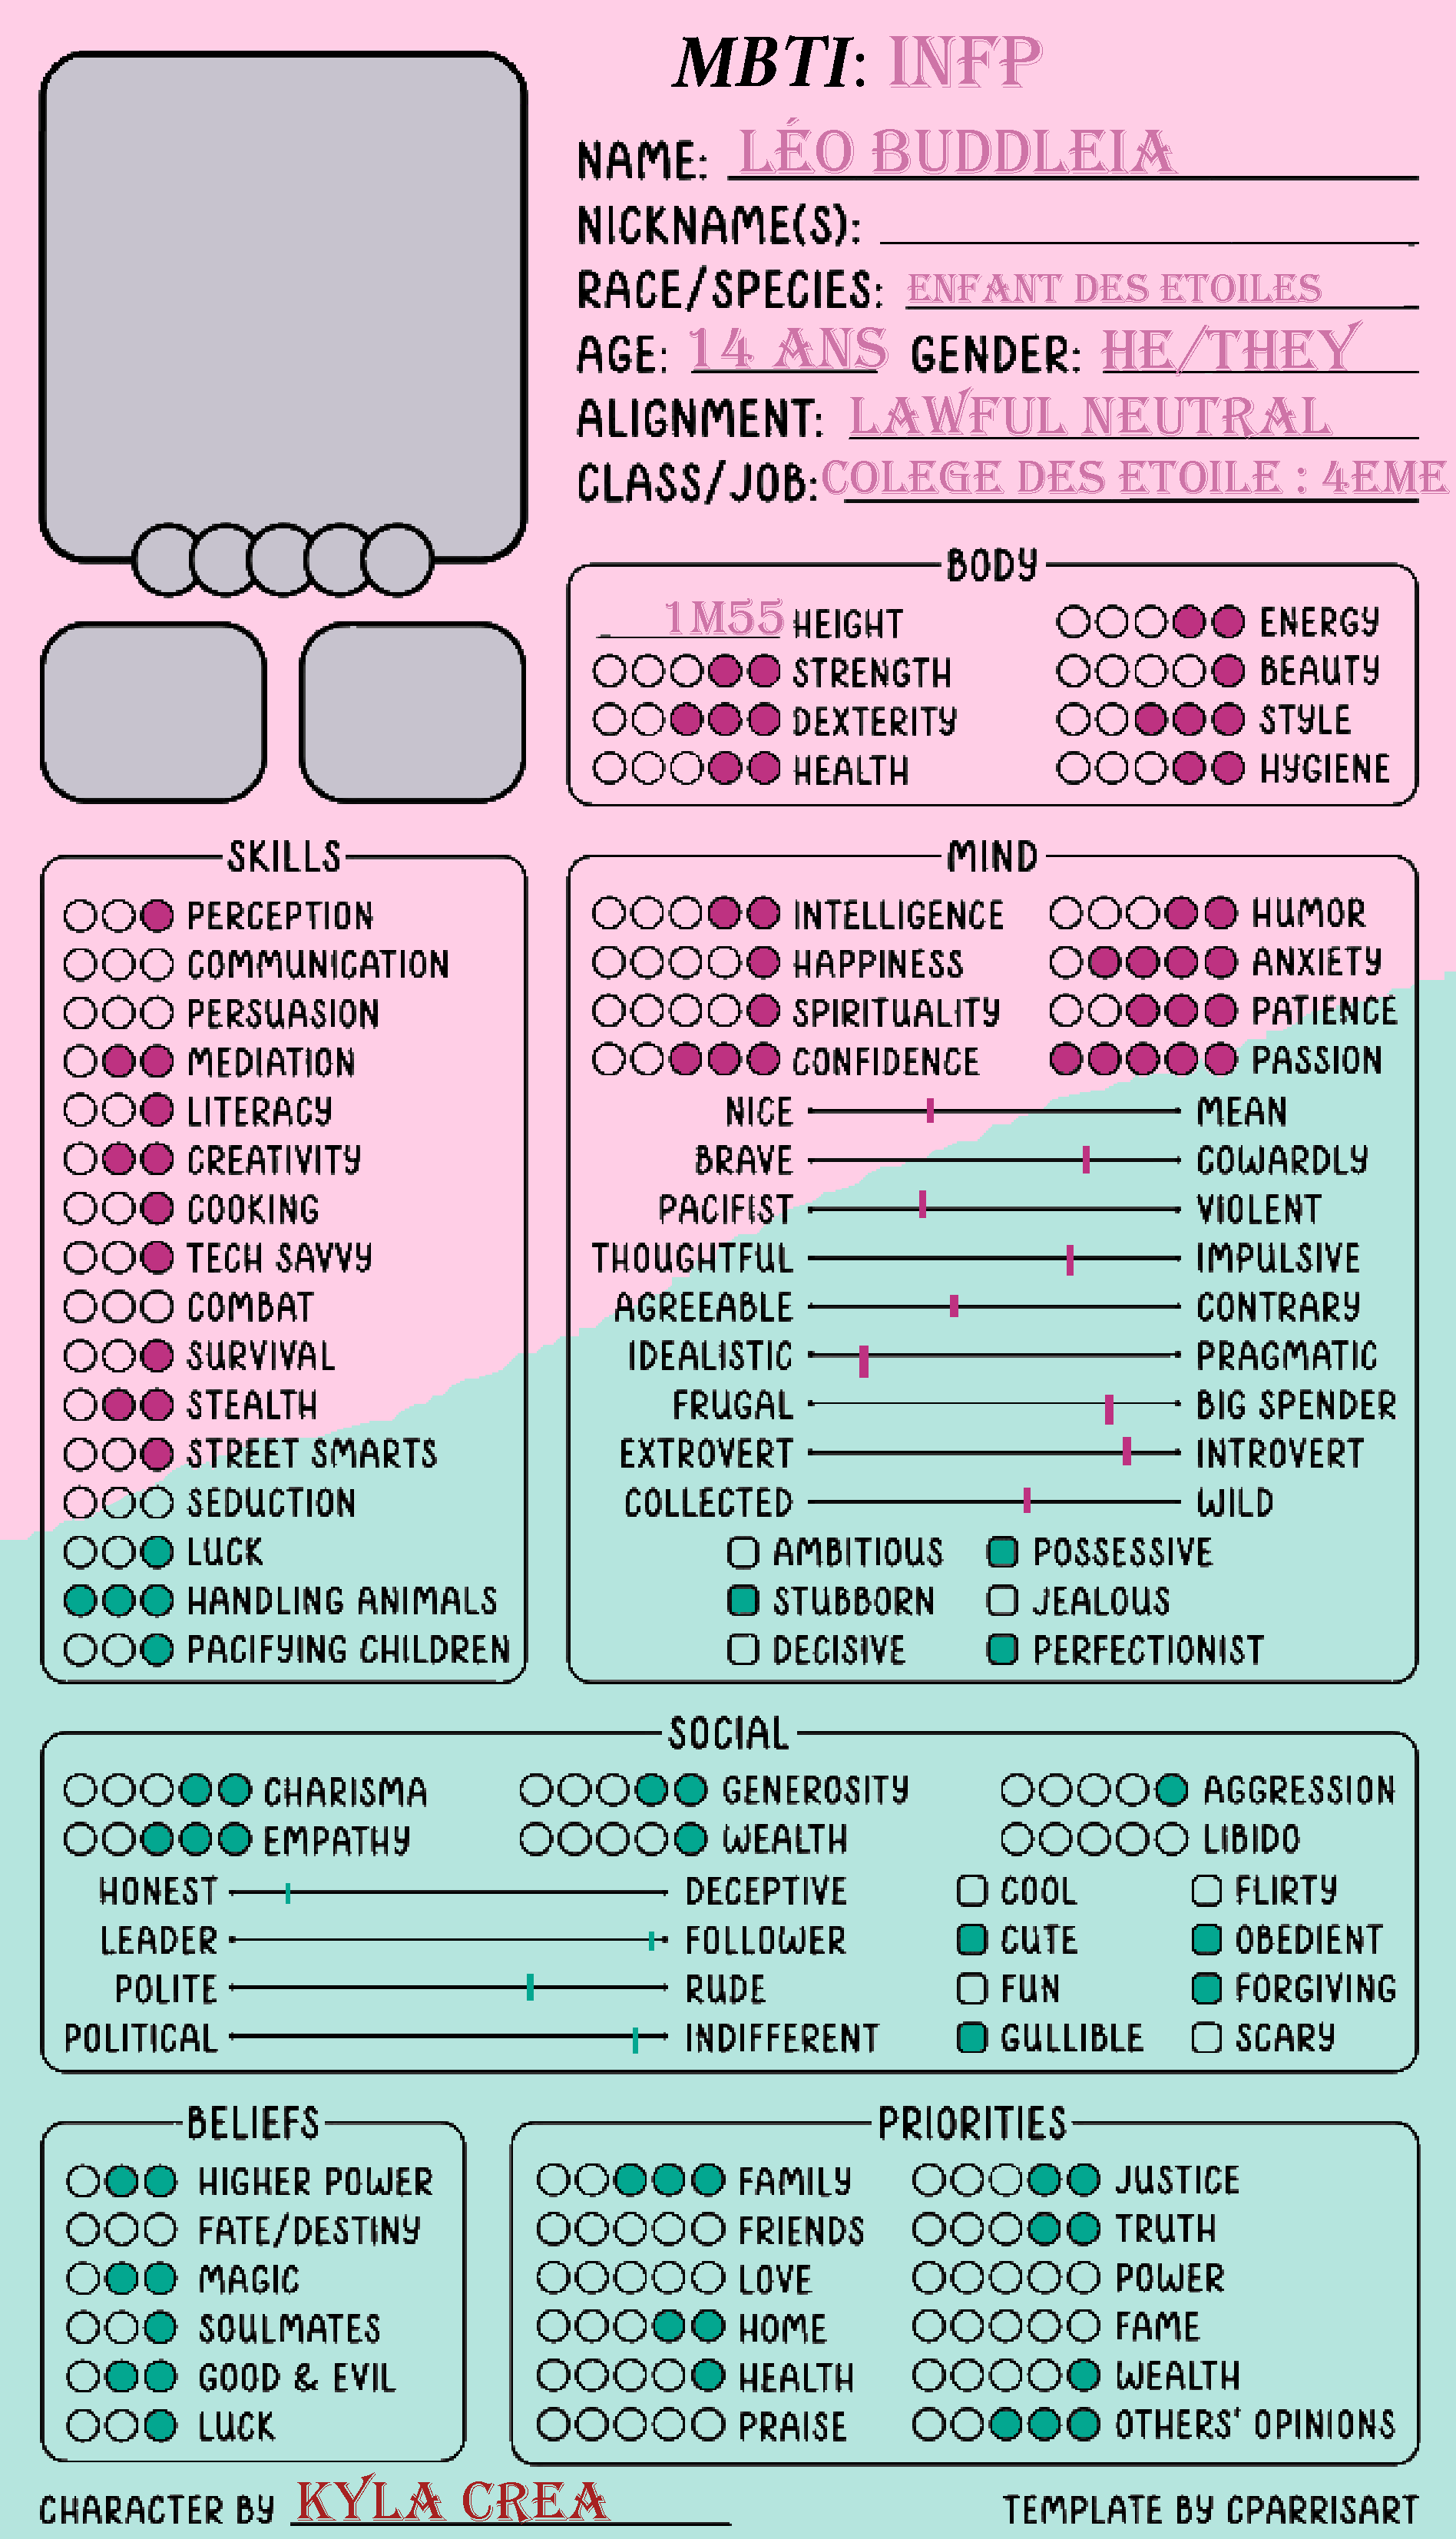 MBTI: INFP
NAME: LÉO BUDDLEIA
NICKNAME(S):
RACE/SPECIES: ENFANT DES ETOILES
AGE: 14 ANS GENDER: HE/THEY
ALIGNMENT: LAWFUL NEUTRAL
CLASS/JOB: COLEGE DES ETOILE : 4EME
BODY
1M55 HEIGHT
STRENGTH
DEXTERITY
HEALTH
ENERGY
BEAUTY
STYLE
HYGIENE
SKILLS
PERCEPTION
COMMUNICATION
PERSUASION
MEDIATION
LITERACY
CREATIVITY
COOKING
TECH SAVVY
COMBAT
SURVIVAL
STEALTH
STREET SMARTS
SEDUCTION
LUCK
HANDLING ANIMALS
PACIFYING CHILDREN
MIND
INTELLIGENCE HUMOR
HAPPINESS ANXIETY
SPIRITUALITY PATIENCE
CONFIDENCE PASSION
NICE MEAN
BRAVE COWARDLY
PACIFIST VIOLENT
THOUGHTFUL IMPULSIVE
AGREEABLE CONTRARY
IDEALISTIC PRAGMATIC
FRUGAL BIG SPENDER
EXTROVERT INTROVERT
COLLECTED WILD
AMBITIOUS POSSESSIVE
STUBBORN JEALOUS
DECISIVE PERFECTIONIST
SOCIAL
CHARISMA GENEROSITY AGGRESSION
EMPATHY WEALTH LIBIDO
HONEST DECEPTIVE COOL FLIRTY
LEADER FOLLOWER CUTE OBEDIENT
POLITE RUDE FUN FORGIVING
POLITICAL INDIFFERENT GULLIBLE SCARY
BELIEFS
HIGHER POWER
FATE/DESTINY
MAGIC
SOULMATES
GOOD & EVIL
LUCK
PRIORITIES
FAMILY JUSTICE
FRIENDS TRUTH
LOVE POWER
HOME FAME
HEALTH WEALTH
PRAISE OTHERS' OPINIONS
CHARACTER BY KYLA CREA
TEMPLATE BY CPARRISART